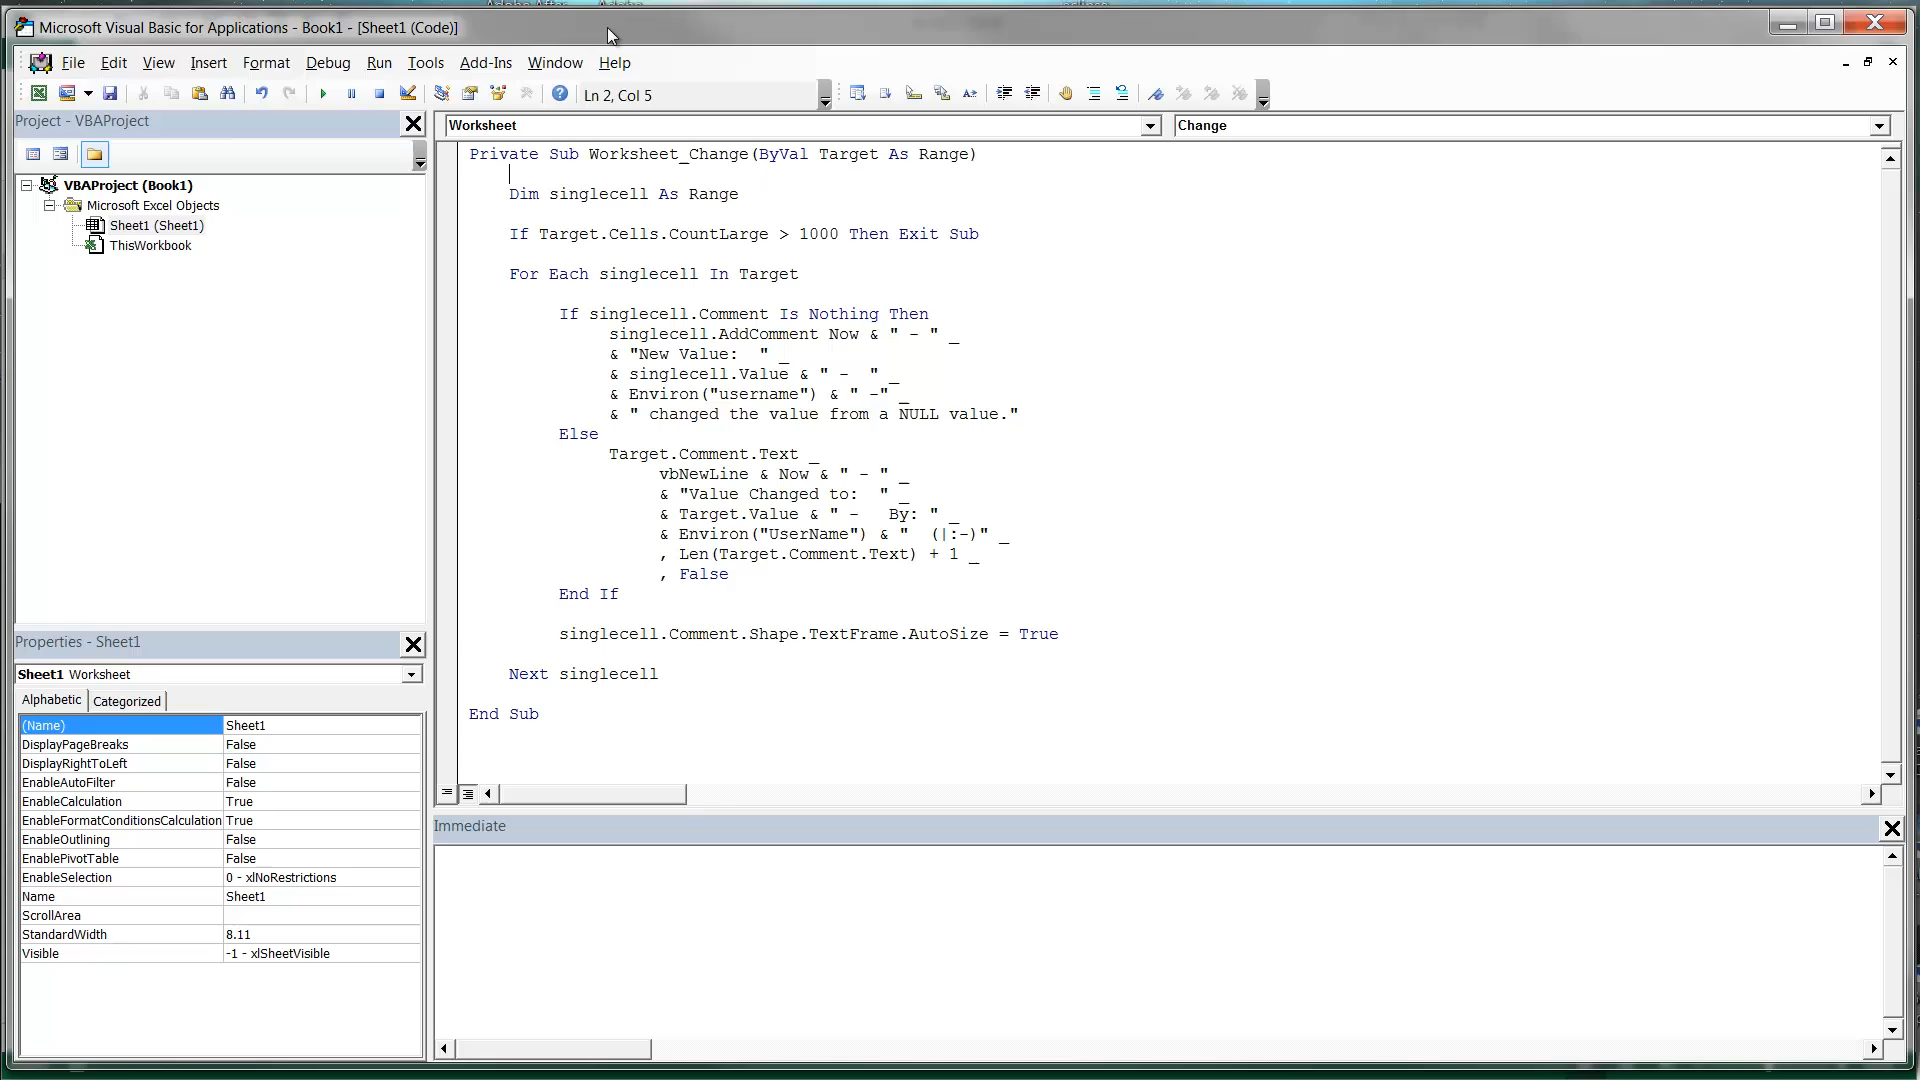 Microsoft Visual Basic for Applications - Book1 - [Sheet1 (Code)]
File Edit View Insert Format Debug Run Tools Add-Ins Window Help
Ln 2, Col 5
Project - VBAProject
VBAProject (Book1)
Microsoft Excel Objects
Sheet1 (Sheet1)
ThisWorkbook
Properties - Sheet1
Sheet1 Worksheet
Alphabetic Categorized
(Name) Sheet1
DisplayPageBreaks False
DisplayRightToLeft False
EnableAutoFilter False
EnableCalculation True
EnableFormatConditionsCalculation True
EnableOutlining False
EnablePivotTable False
EnableSelection 0 - xlNoRestrictions
Name Sheet1
ScrollArea
StandardWidth 8.11
Visible -1 - xlSheetVisible
Worksheet Change
Private Sub Worksheet_Change(ByVal Target As Range)
Dim singlecell As Range
If Target.Cells.CountLarge > 1000 Then Exit Sub
For Each singlecell In Target
If singlecell.Comment Is Nothing Then
singlecell.AddComment Now & " - " _
& "New Value:  " _
& singlecell.Value & " -  " _
& Environ("username") & " -" _
& " changed the value from a NULL value."
Else
Target.Comment.Text _
vbNewLine & Now & " - " _
& "Value Changed to:  " _
& Target.Value & " -   By: " _
& Environ("UserName") & "  (|:-)" _
, Len(Target.Comment.Text) + 1 _
, False
End If
singlecell.Comment.Shape.TextFrame.AutoSize = True
Next singlecell
End Sub
Immediate